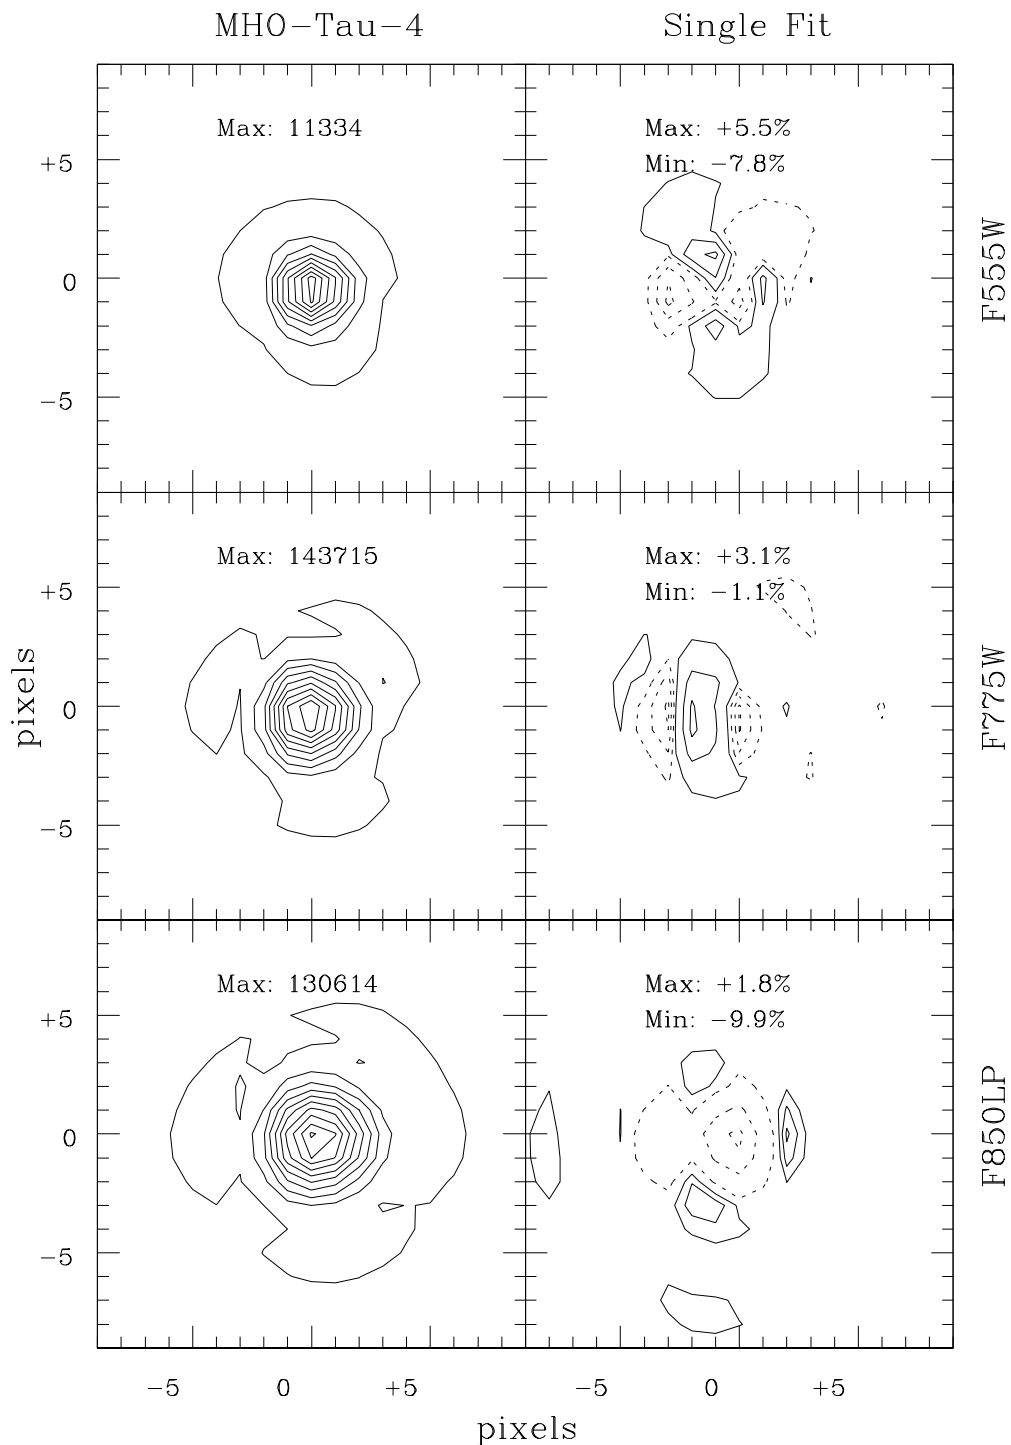 MHO-Tau-4 Single Fit
Max: 11334
Max: +5.5%
Min: -7.8%
+5
0
-5
F555W
Max: 143715
Max: +3.1%
Min: -1.1%
+5
0
-5
F775W
pixels
Max: 130614
Max: +1.8%
Min: -9.9%
+5
0
-5
F850LP
-5 0 +5 -5 0 +5
pixels